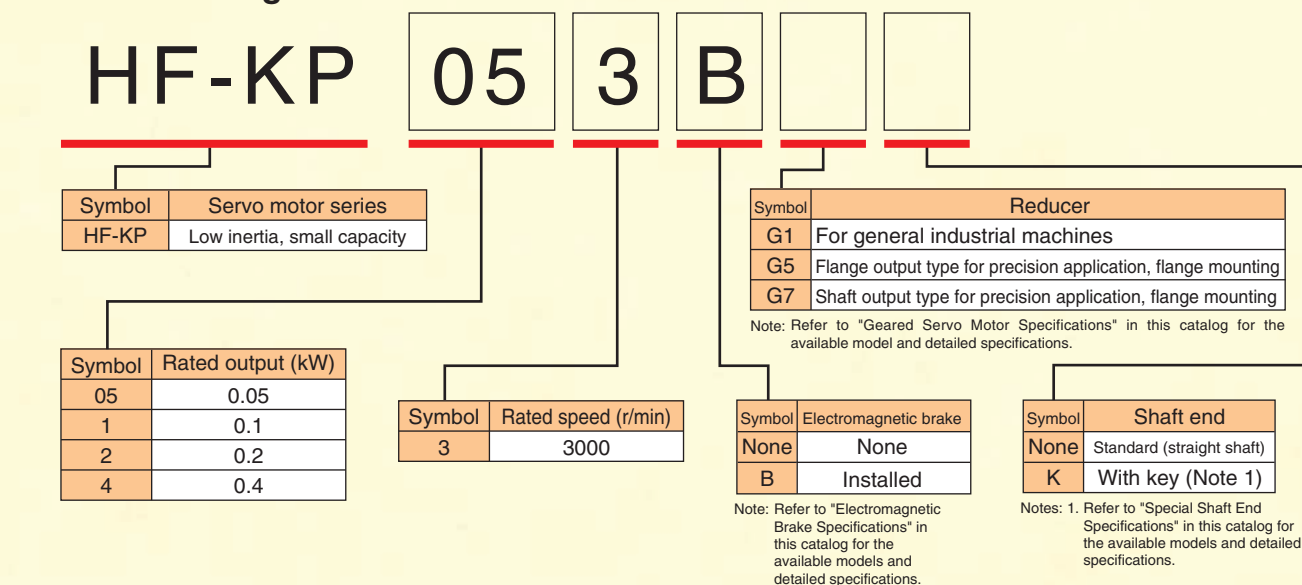 HF-KP 05 3 B
Symbol Servo motor series
HF-KP Low inertia, small capacity
Symbol Reducer
G1 For general industrial machines
G5 Flange output type for precision application, flange mounting
G7 Shaft output type for precision application, flange mounting
Note: Refer to "Geared Servo Motor Specifications" in this catalog for the
available model and detailed specifications.
Symbol Rated output (kW)
05 0.05
1 0.1
2 0.2
4 0.4
Symbol Rated speed (r/min)
3 3000
Symbol Electromagnetic brake
None None
B Installed
Note: Refer to "Electromagnetic
Brake Specifications" in
this catalog for the
available models and
detailed specifications.
Symbol Shaft end
None Standard (straight shaft)
K With key (Note 1)
Notes: 1. Refer to "Special Shaft End
Specifications" in this catalog for
the available models and detailed
specifications.